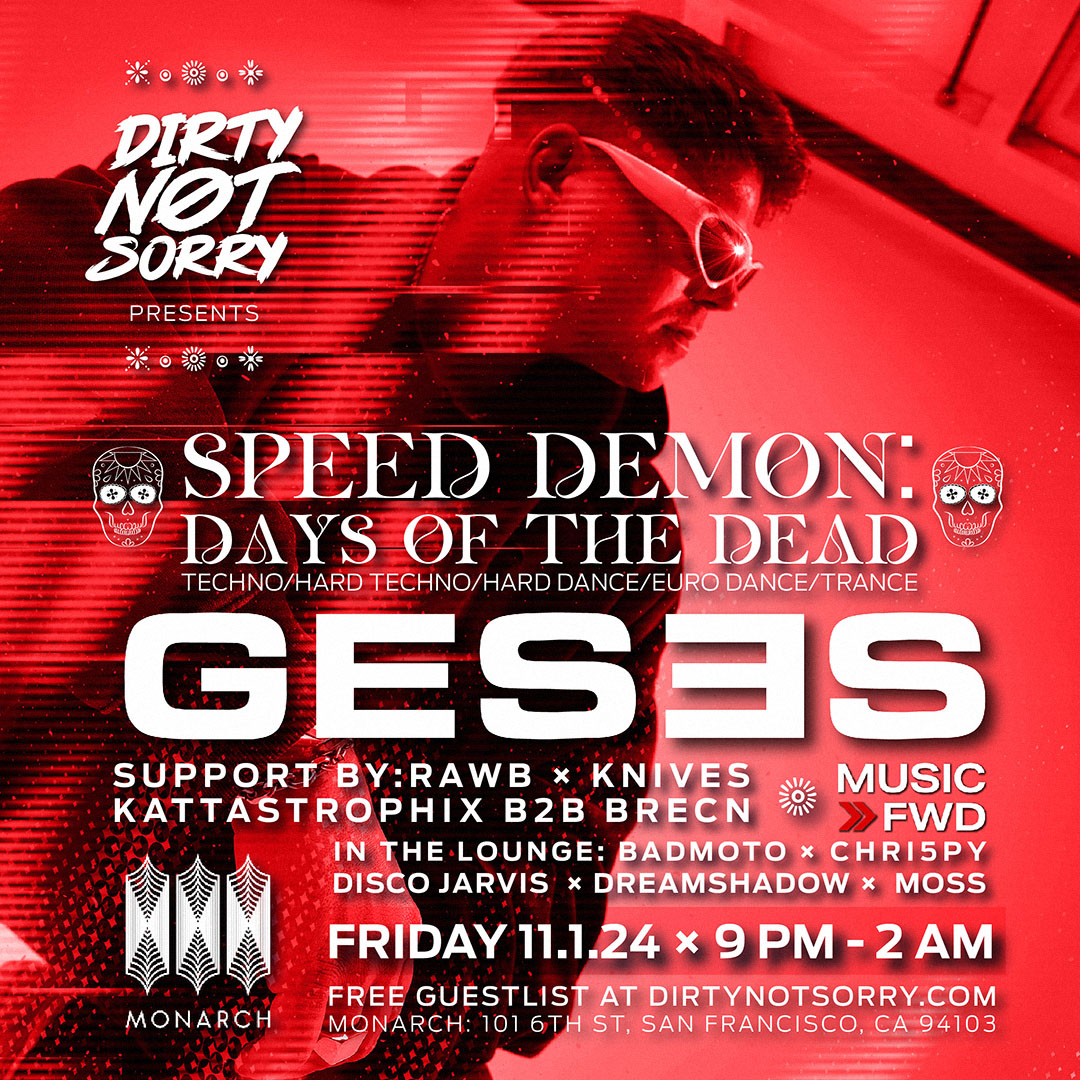 DIRTY
NØT
SORRY
PRESENTS
SPEED DEMON:
DAYS OF THE DEAD
TECHNO/HARD TECHNO/HARD DANCE/EURO DANCE/TRANCE
GESƎS
SUPPORT BY:RAWB × KNIVES
KATTASTROPHIX B2B BRECN
MUSIC
FWD
IN THE LOUNGE: BADMOTO × CHRI5PY
DISCO JARVIS × DREAMSHADOW × MOSS
FRIDAY 11.1.24 × 9 PM - 2 AM
FREE GUESTLIST AT DIRTYNOTSORRY.COM
MONARCH: 101 6TH ST, SAN FRANCISCO, CA 94103
MONARCH